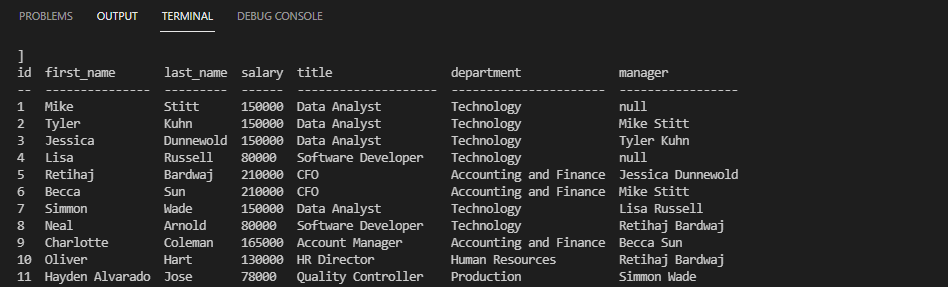 PROBLEMS OUTPUT TERMINAL DEBUG CONSOLE
]
id  first_name       last_name  salary  title                 department              manager
--  ---------------  ---------  ------  --------------------  ----------------------  -----------------
1   Mike             Stitt      150000  Data Analyst          Technology              null
2   Tyler            Kuhn       150000  Data Analyst          Technology              Mike Stitt
3   Jessica          Dunnewold  150000  Data Analyst          Technology              Tyler Kuhn
4   Lisa             Russell    80000   Software Developer    Technology              null
5   Retihaj          Bardwaj    210000  CFO                   Accounting and Finance  Jessica Dunnewold
6   Becca            Sun        210000  CFO                   Accounting and Finance  Mike Stitt
7   Simmon           Wade       150000  Data Analyst          Technology              Lisa Russell
8   Neal             Arnold     80000   Software Developer    Technology              Retihaj Bardwaj
9   Charlotte        Coleman    165000  Account Manager       Accounting and Finance  Becca Sun
10  Oliver           Hart       130000  HR Director           Human Resources         Retihaj Bardwaj
11  Hayden Alvarado  Jose       78000   Quality Controller    Production              Simmon Wade